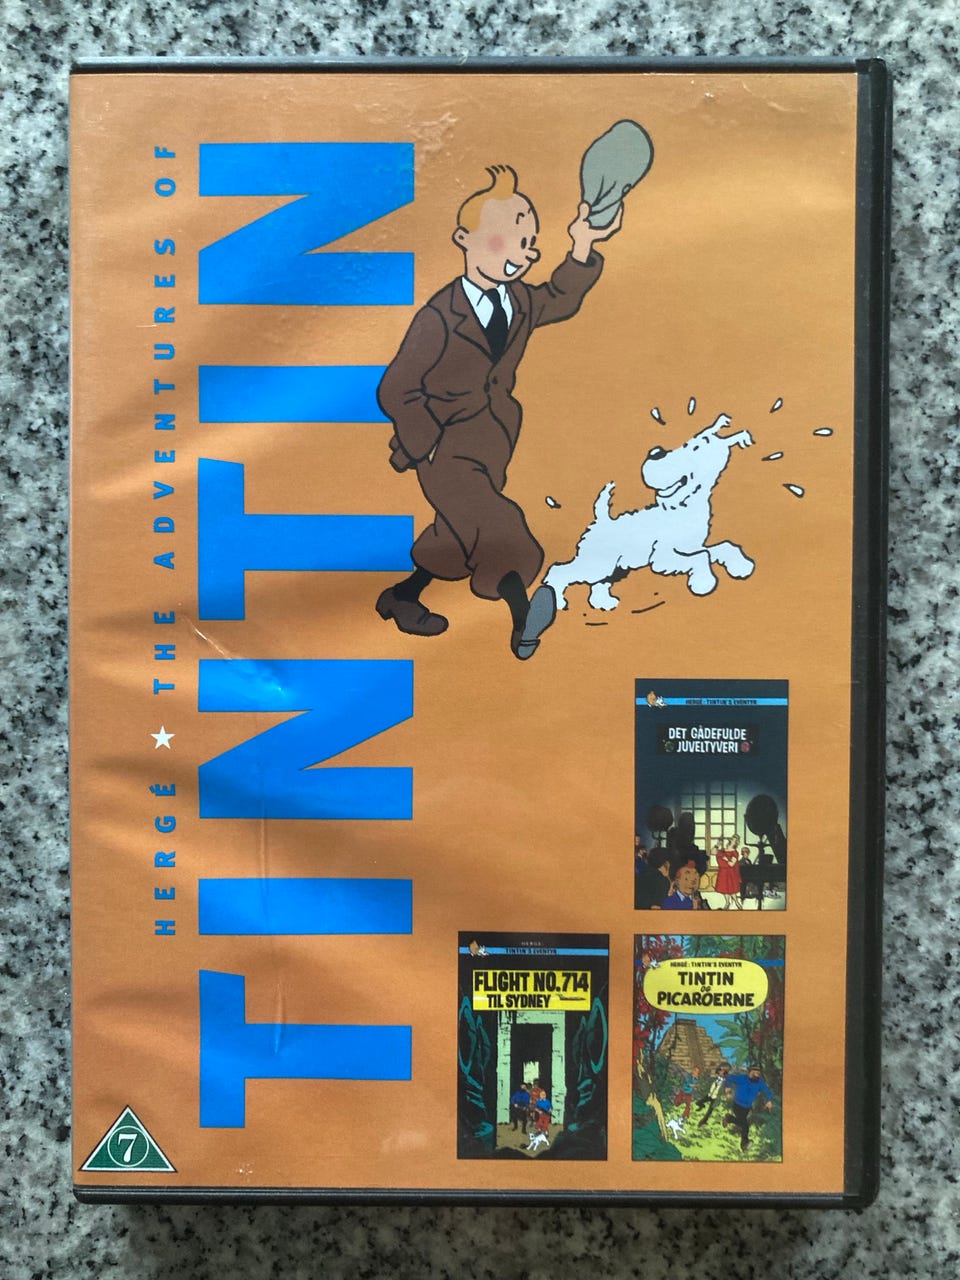 HERGÉ ★ THE ADVENTURES OF
TINTIN
HERGÉ: TINTIN'S EVENTYR
DET GÅDEFULDE
JUVELTYVERI
HERGÉ:
TINTIN'S EVENTYR
FLIGHT NO. 714
TIL SYDNEY
HERGÉ: TINTIN'S EVENTYR
TINTIN
OG
PICAROERNE
7